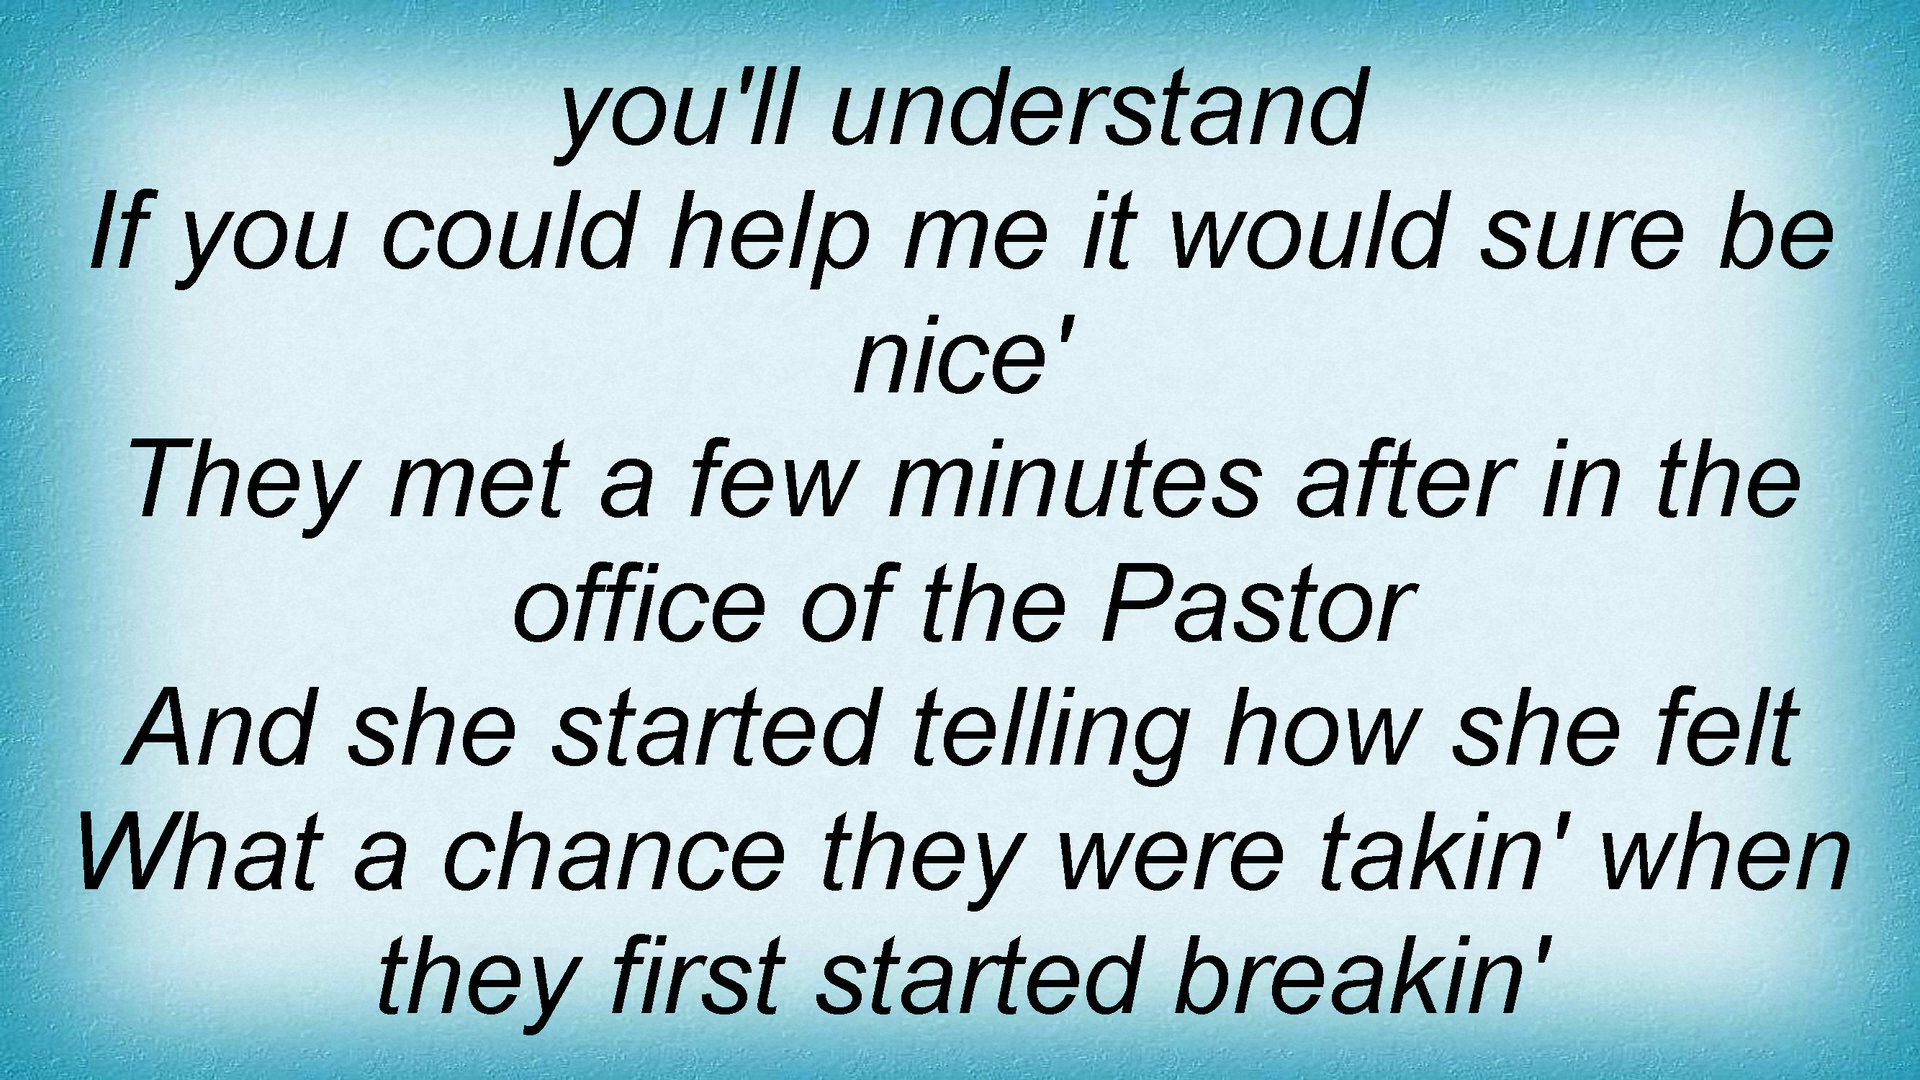 you'll understand
If you could help me it would sure be
nice'
They met a few minutes after in the
office of the Pastor
And she started telling how she felt
What a chance they were takin' when
they first started breakin'